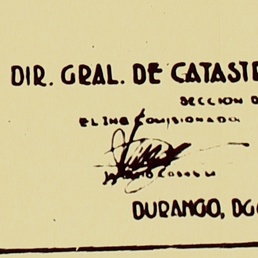 DIR. GRAL. DE CATASTR
SECCION D
EL ING COMISIONADO
DURANGO, DGO